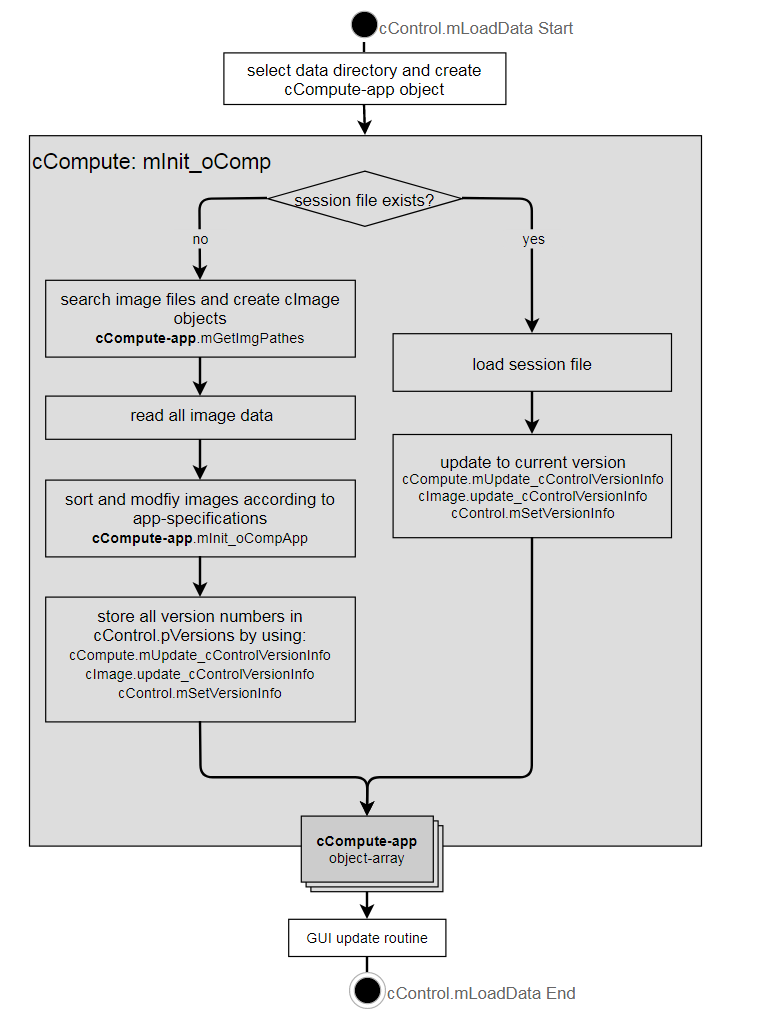 cControl.mLoadData Start
select data directory and create
cCompute-app object
cCompute: mInit_oComp
session file exists?
no
yes
search image files and create cImage
objects
cCompute-app.mGetImgPathes
read all image data
sort and modfiy images according to
app-specifications
cCompute-app.mInit_oCompApp
store all version numbers in
cControl.pVersions by using:
cCompute.mUpdate_cControlVersionInfo
cImage.update_cControlVersionInfo
cControl.mSetVersionInfo
load session file
update to current version
cCompute.mUpdate_cControlVersionInfo
cImage.update_cControlVersionInfo
cControl.mSetVersionInfo
cCompute-app
object-array
GUI update routine
cControl.mLoadData End